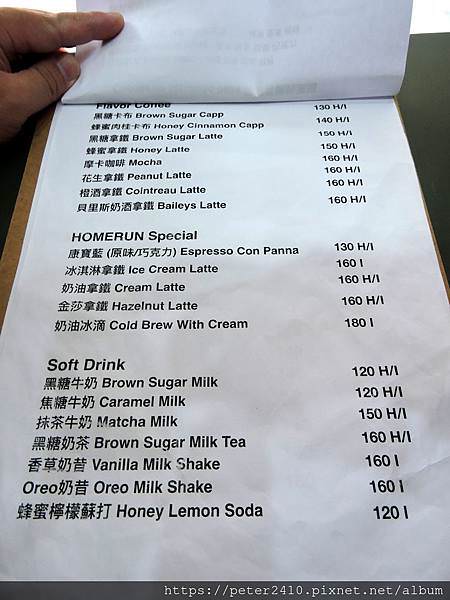 Flavor Coffee
黑糖卡布 Brown Sugar Capp 130 H/I
蜂蜜肉桂卡布 Honey Cinnamon Capp 140 H/I
黑糖拿鐵 Brown Sugar Latte 150 H/I
蜂蜜拿鐵 Honey Latte 150 H/I
摩卡咖啡 Mocha 160 H/I
花生拿鐵 Peanut Latte 160 H/I
橙酒拿鐵 Cointreau Latte 160 H/I
貝里斯奶酒拿鐵 Baileys Latte 160 H/I
HOMERUN Special
康寶藍 (原味/巧克力) Espresso Con Panna 130 H/I
冰淇淋拿鐵 Ice Cream Latte 160 I
奶油拿鐵 Cream Latte 160 H/I
金莎拿鐵 Hazelnut Latte 160 H/I
奶油冰滴 Cold Brew With Cream 180 I
Soft Drink
黑糖牛奶 Brown Sugar Milk 120 H/I
焦糖牛奶 Caramel Milk 120 H/I
抹茶牛奶 Matcha Milk 150 H/I
黑糖奶茶 Brown Sugar Milk Tea 160 H/I
香草奶昔 Vanilla Milk Shake 160 I
Oreo奶昔 Oreo Milk Shake 160 I
蜂蜜檸檬蘇打 Honey Lemon Soda 120 I
https://peter2410.pixnet.net/album